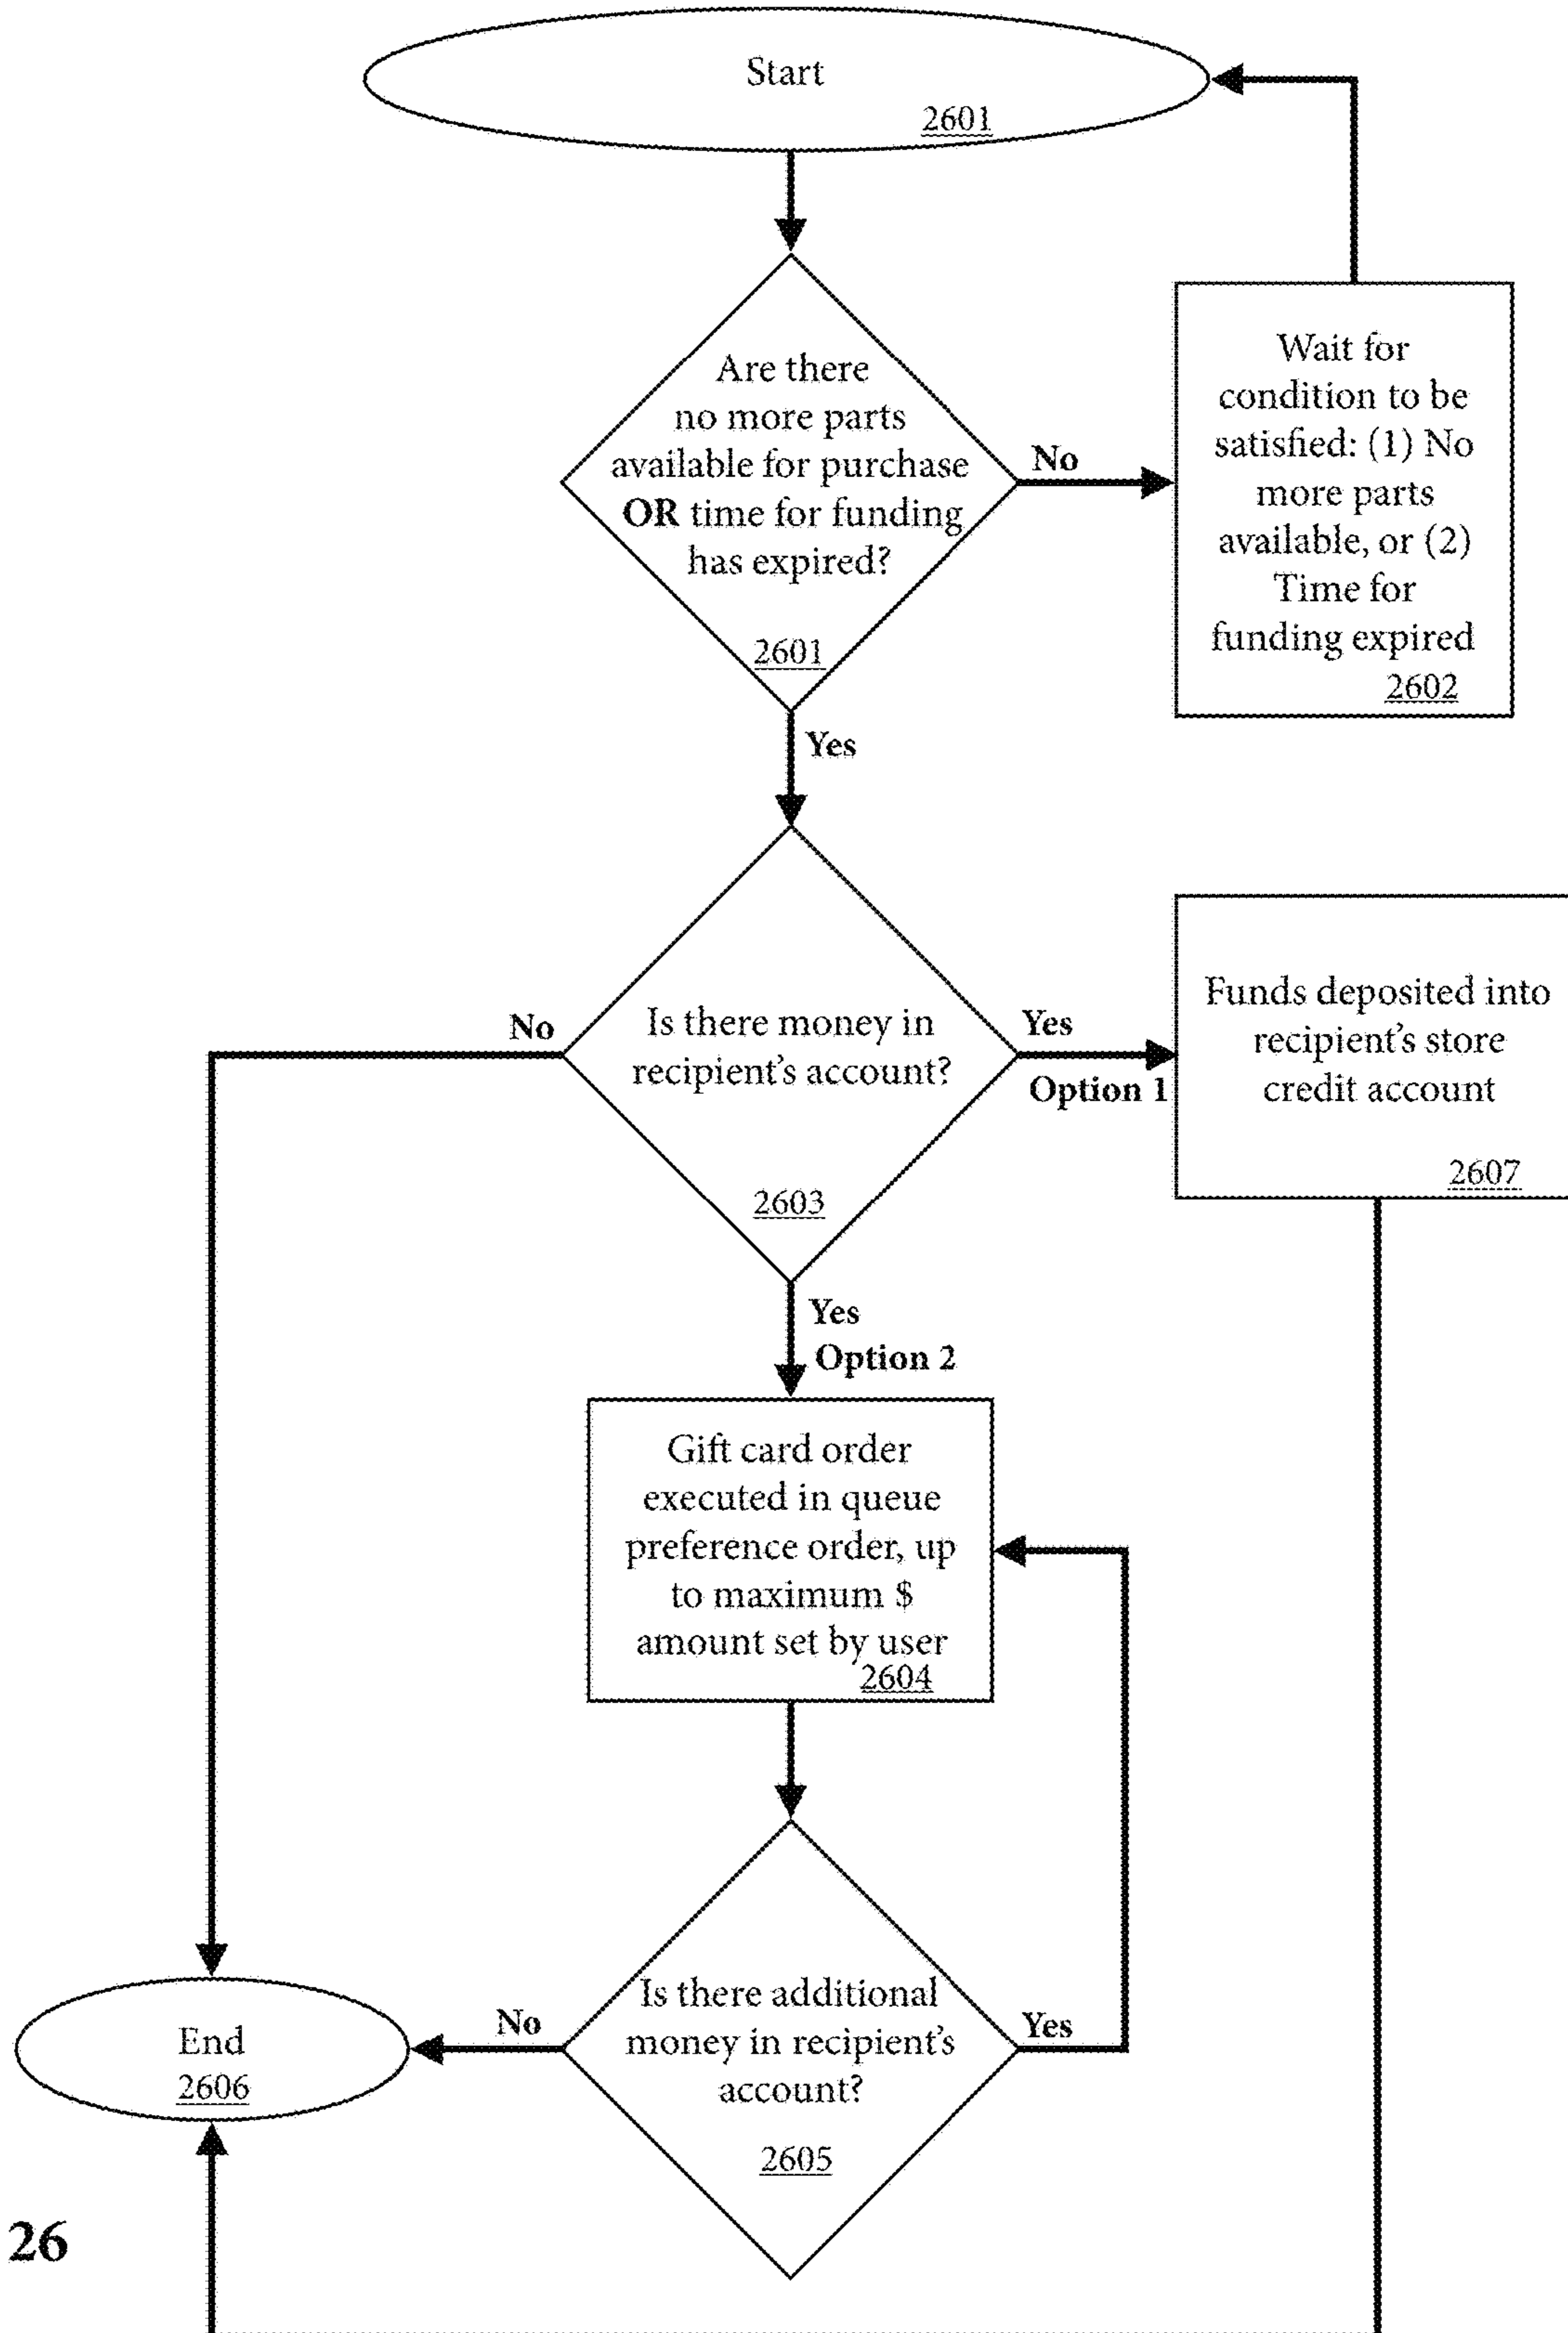 Start
2601
Are there
no more parts
available for purchase
OR time for funding
has expired?
2601
No
Wait for
condition to be
satisfied: (1) No
more parts
available, or (2)
Time for
funding expired
2602
Yes
Is there money in
recipient's account?
2603
No
Yes
Option 1
Funds deposited into
recipient's store
credit account
2607
Yes
Option 2
Gift card order
executed in queue
preference order, up
to maximum $
amount set by user
2604
Is there additional
money in recipient's
account?
2605
Yes
No
End
2606
26